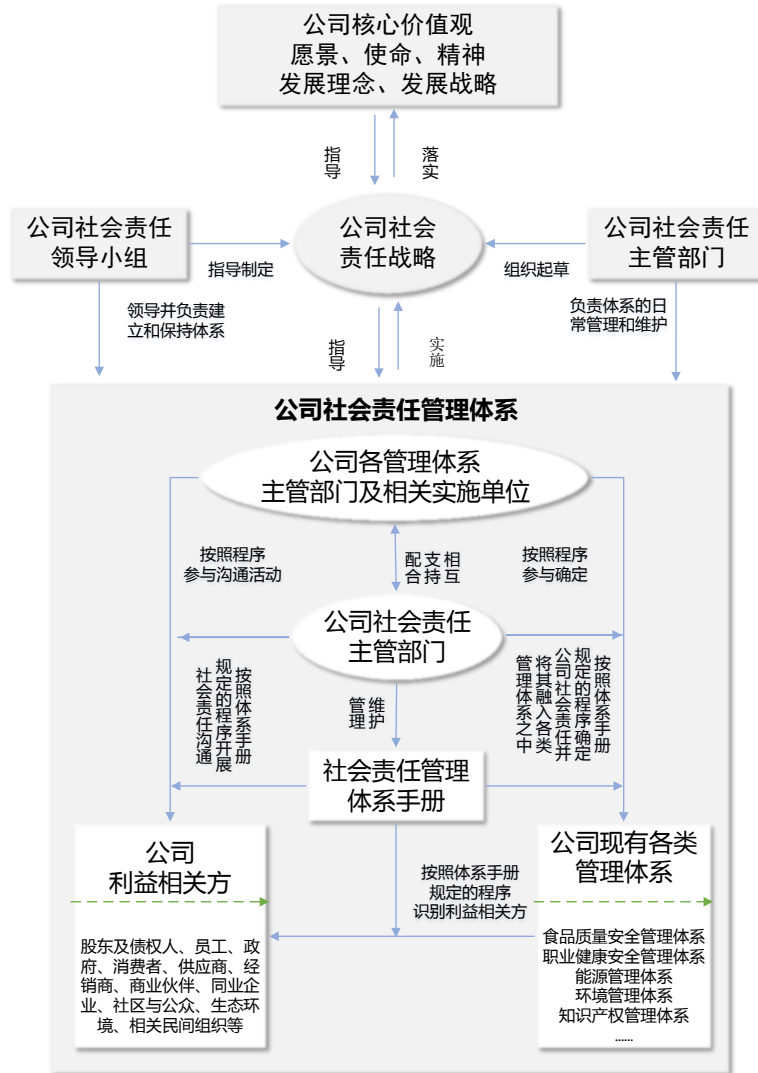 公司核心价值观
愿景、使命、精神
发展理念、发展战略
指导
落实
公司社会责任
领导小组
公司社会
责任战略
公司社会责任
主管部门
指导制定
组织起草
领导并负责建
立和保持体系
负责体系的日
常管理和维护
指导
实施
公司社会责任管理体系
公司各管理体系
主管部门及相关实施单位
按照程序
参与沟通活动
相互
支持
配合
按照程序
参与确定
公司社会责任
主管部门
按照体系手册
规定的程序开展
社会责任沟通
维护
管理
按照体系手册
规定的程序确定
公司社会责任并
将其融入各类
管理体系之中
社会责任管理
体系手册
公司
利益相关方
按照体系手册
规定的程序
识别利益相关方
公司现有各类
管理体系
股东及债权人、员工、政
府、消费者、供应商、经
销商、商业伙伴、同业企
业、社区与公众、生态环
境、相关民间组织等
食品质量安全管理体系
职业健康安全管理体系
能源管理体系
环境管理体系
知识产权管理体系
......